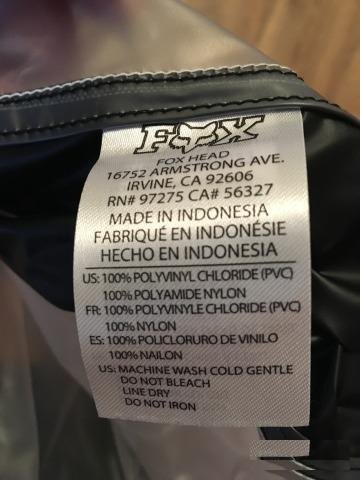 FOX
FOX HEAD
16752 ARMSTRONG AVE.
IRVINE, CA 92606
RN# 97275 CA# 56327
MADE IN INDONESIA
FABRIQUÉ EN INDONÉSIE
HECHO EN INDONESIA
US: 100% POLYVINYL CHLORIDE (PVC)
100% POLYAMIDE NYLON
FR: 100% POLYVINYLE CHLORIDE (PVC)
100% NYLON
ES: 100% POLICLORURO DE VINILO
100% NAILON
US: MACHINE WASH COLD GENTLE
DO NOT BLEACH
LINE DRY
DO NOT IRON